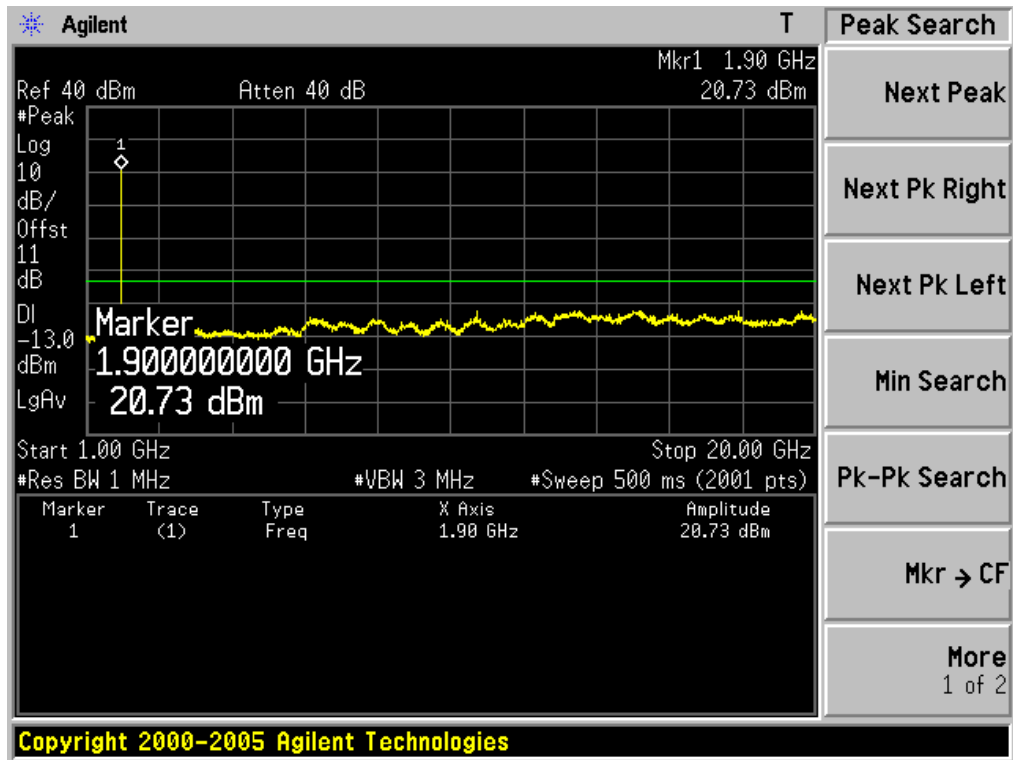 Agilent T
Peak Search
Mkr1 1.90 GHz
Ref 40 dBm Atten 40 dB 20.73 dBm
#Peak
Log
10
dB/
Offst
11
dB
DI
-13.0
dBm
LgAv
1
Marker
1.900000000 GHz
20.73 dBm
Start 1.00 GHz Stop 20.00 GHz
#Res BW 1 MHz #VBW 3 MHz #Sweep 500 ms (2001 pts)
Marker Trace Type X Axis Amplitude
1 (1) Freq 1.90 GHz 20.73 dBm
Next Peak
Next Pk Right
Next Pk Left
Min Search
Pk-Pk Search
Mkr → CF
More
1 of 2
Copyright 2000-2005 Agilent Technologies